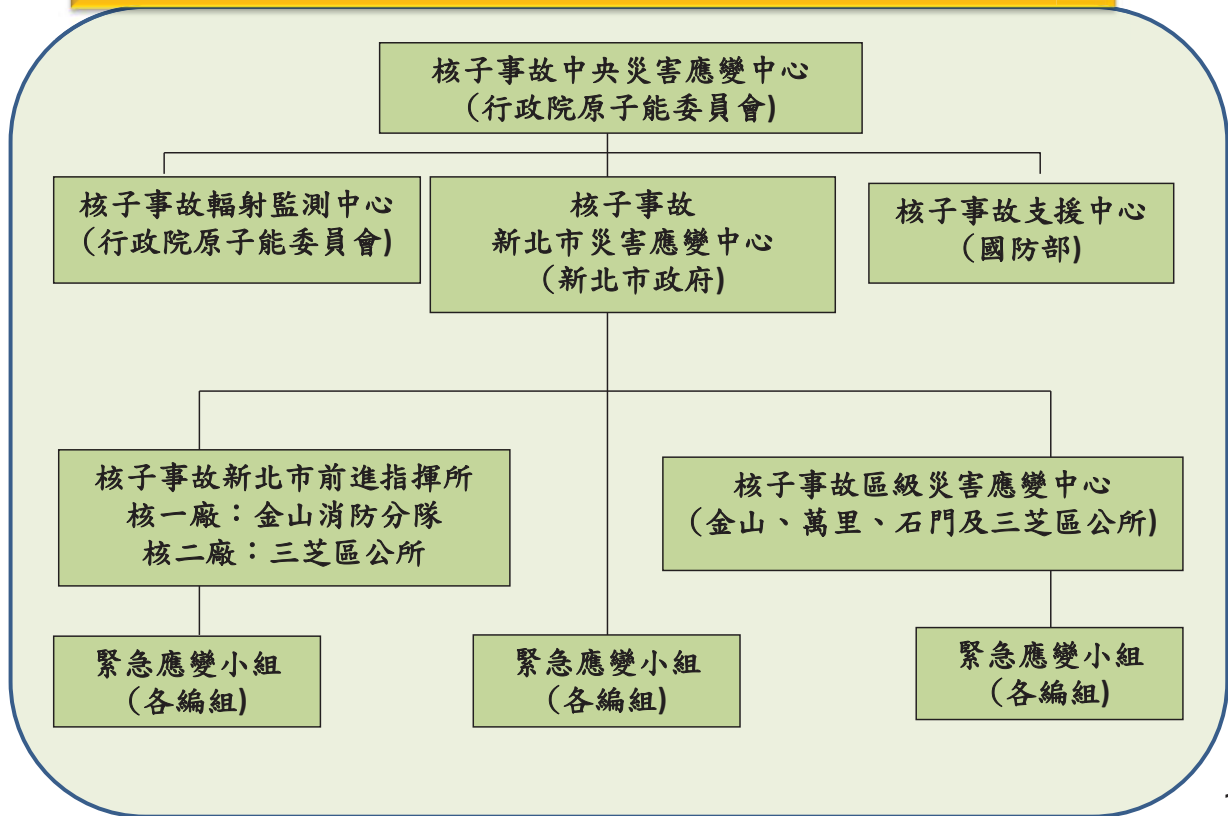 核子事故中央災害應變中心
（行政院原子能委員會)
核子事故輻射監測中心
(行政院原子能委員會)
核子事故
新北市災害應變中心
（新北市政府)
核子事故支援中心
（國防部)
核子事故新北市前進指揮所
核一廠：金山消防分隊
核二廠：三芝區公所
核子事故區級災害應變中心
（金山、萬里、石門及三芝區公所)
緊急應變小組
（各編組)
緊急應變小組
（各編組)
緊急應變小組
（各編組)